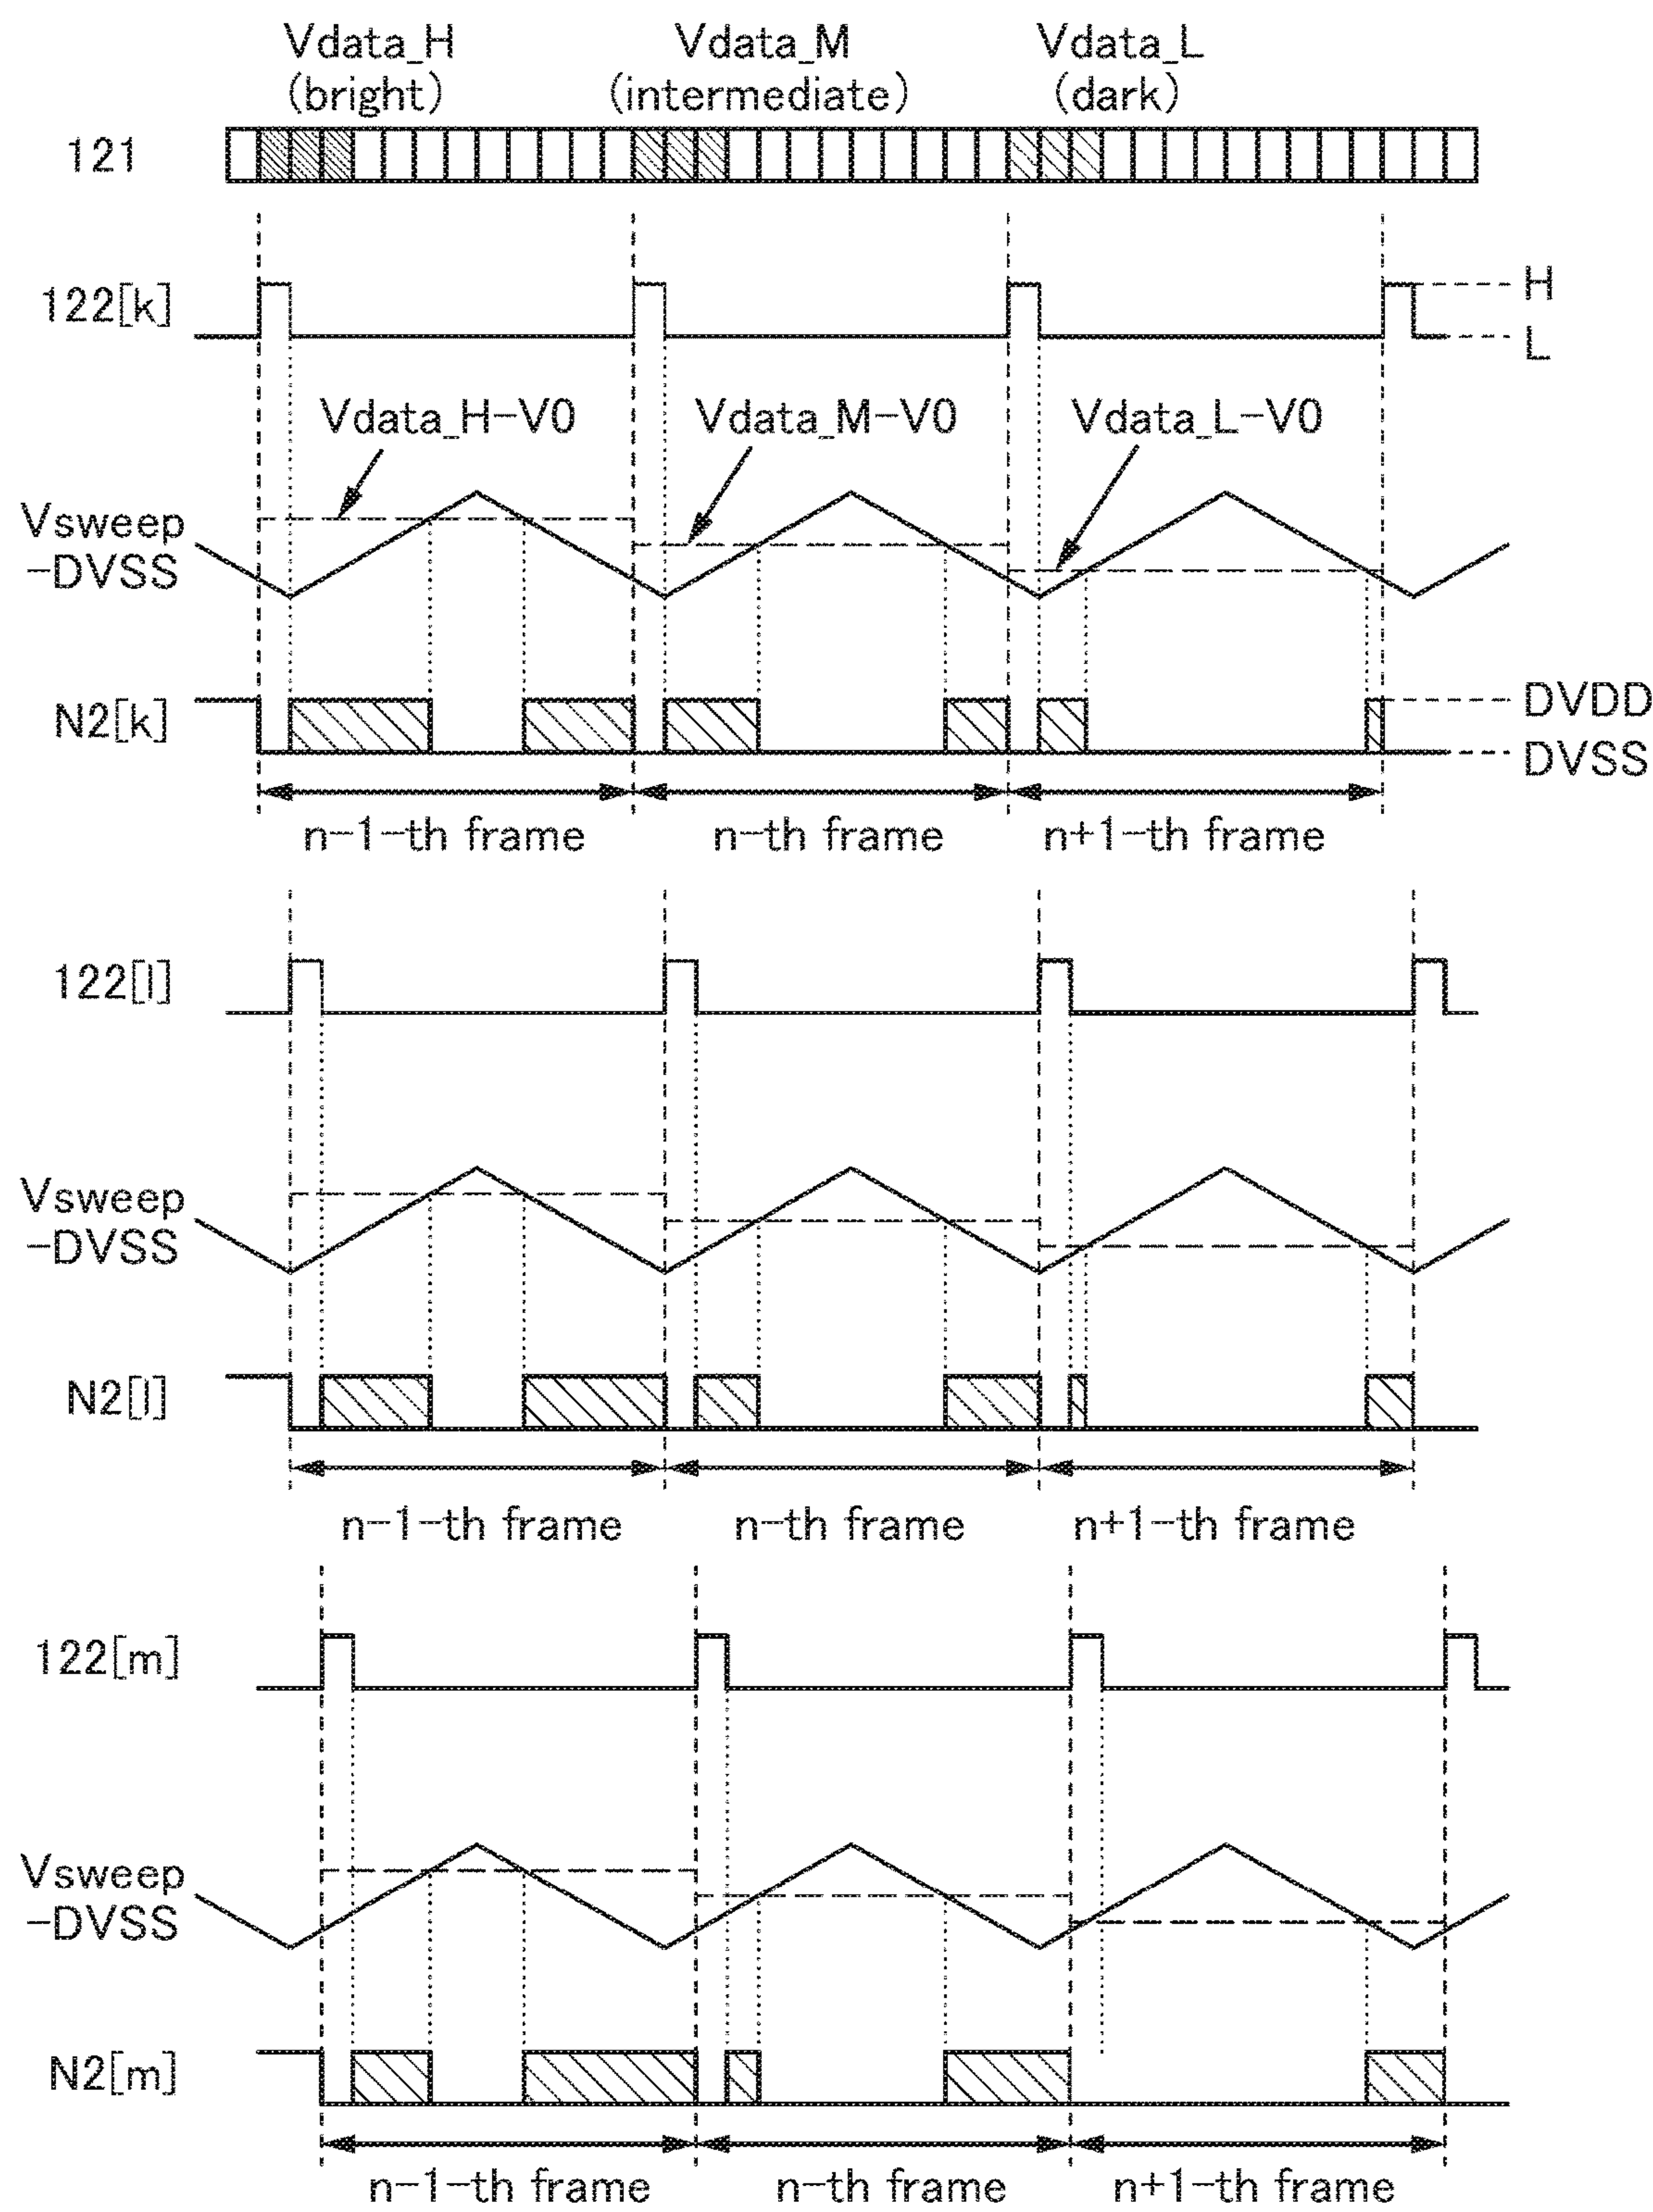 Vdata_H Vdata_M Vdata_L
(bright) (intermediate) (dark)
121
122[k] H
L
Vdata_H-V0 Vdata_M-V0 Vdata_L-V0
Vsweep
-DVSS
N2[k] DVDD
DVSS
n-1-th frame n-th frame n+1-th frame
122[l]
Vsweep
-DVSS
N2[l]
n-1-th frame n-th frame n+1-th frame
122[m]
Vsweep
-DVSS
N2[m]
n-1-th frame n-th frame n+1-th frame